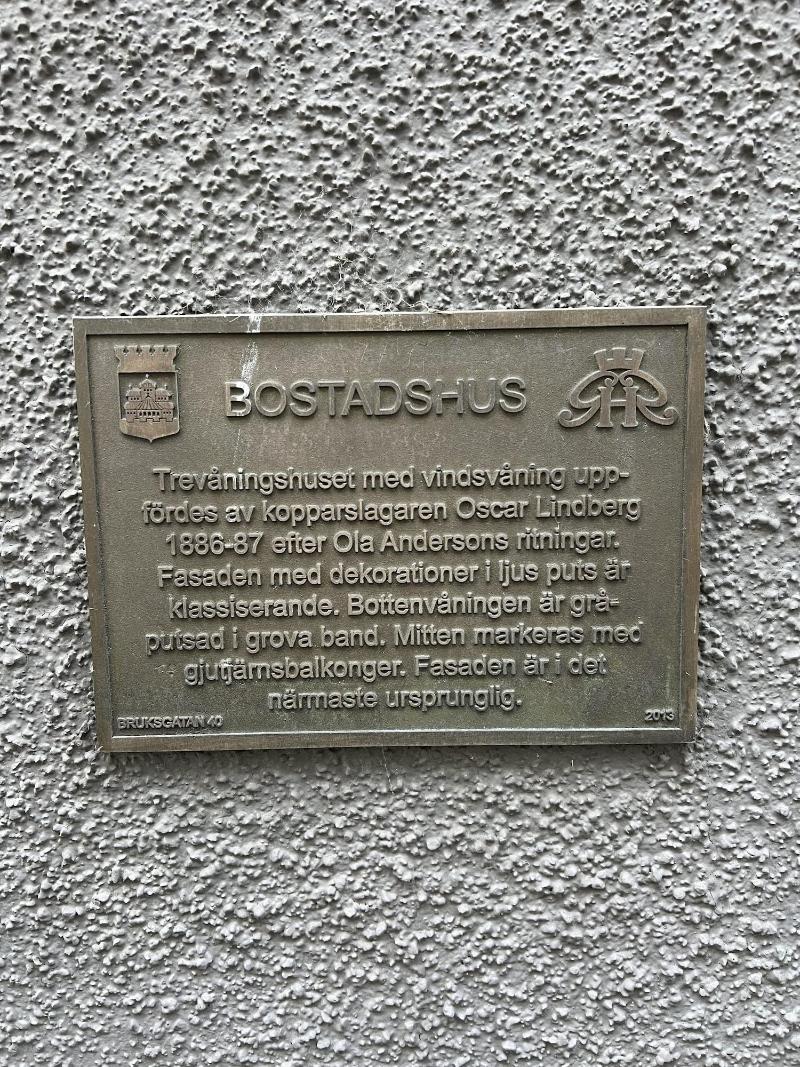 BOSTADSHUS
Trevåningshuset med vindsvåning upp-
fördes av kopparslagaren Oscar Lindberg
1886-87 efter Ola Andersons ritningar.
Fasaden med dekorationer i ljus puts är
klassiserande. Bottenvåningen är grå-
putsad i grova band. Mitten markeras med
gjutjärnsbalkonger. Fasaden är i det
närmaste ursprunglig.
BRUKSGATAN 40 2013